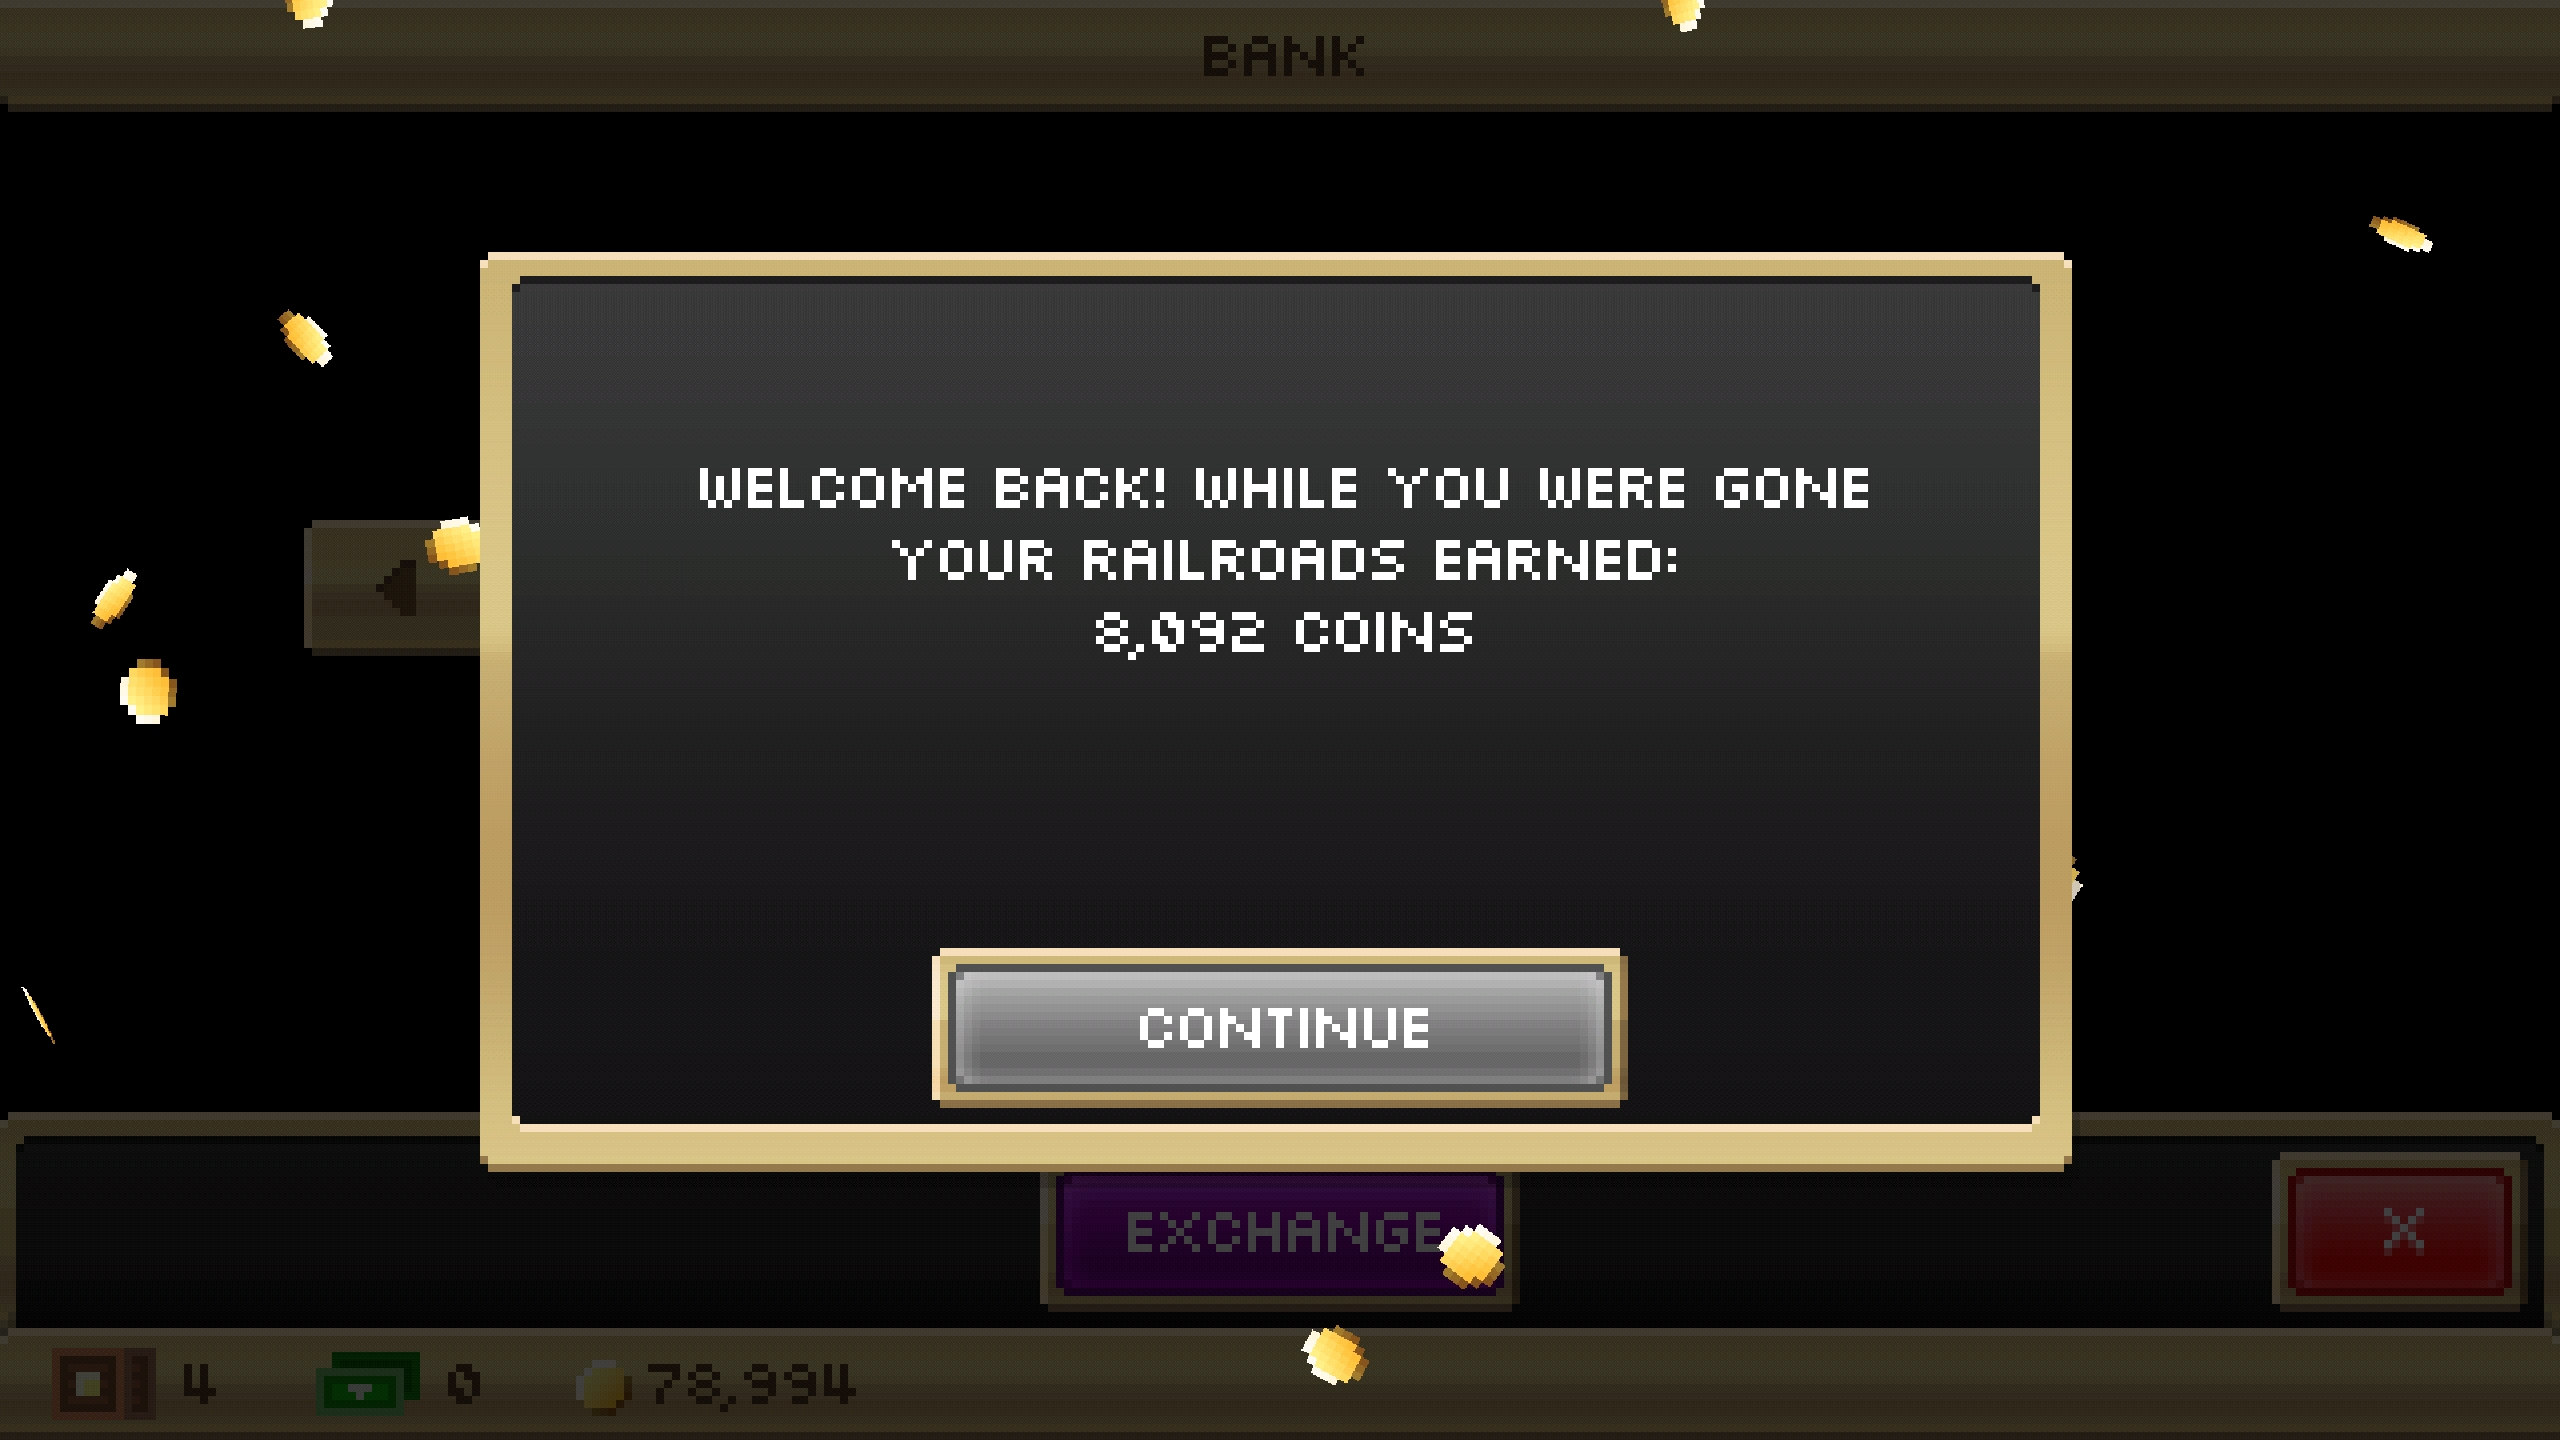 BANK
WELCOME BACK! WHILE YOU WERE GONE
YOUR RAILROADS EARNED:
8,092 COINS
CONTINUE
EXCHANGE
X
4 0 78,994